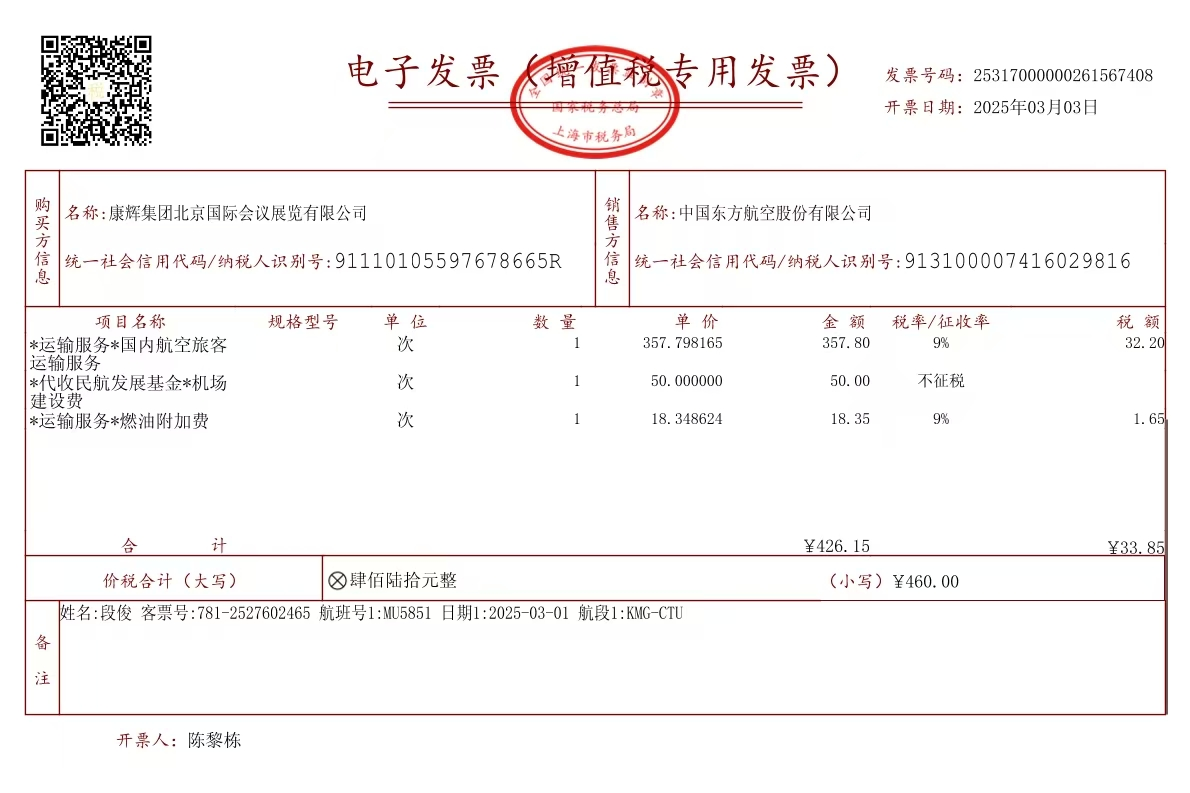 电子发票（增值税专用发票）
全国统一发票监制章
国家税务总局
上海市税务局
发票号码：25317000000261567408
开票日期：2025年03月03日
购买方信息
名称:康辉集团北京国际会议展览有限公司
统一社会信用代码/纳税人识别号:91110105597678665R
销售方信息
名称:中国东方航空股份有限公司
统一社会信用代码/纳税人识别号:913100007416029816
项目名称 规格型号 单位 数量 单价 金额 税率/征收率 税额
*运输服务*国内航空旅客 次 1 357.798165 357.80 9% 32.20
运输服务
*代收民航发展基金*机场 次 1 50.000000 50.00 不征税
建设费
*运输服务*燃油附加费 次 1 18.348624 18.35 9% 1.65
合计 ¥426.15 ¥33.85
价税合计（大写） ⊗肆佰陆拾元整 （小写）¥460.00
备注
姓名:段俊 客票号:781-2527602465 航班号1:MU5851 日期1:2025-03-01 航段1:KMG-CTU
开票人：陈黎栋